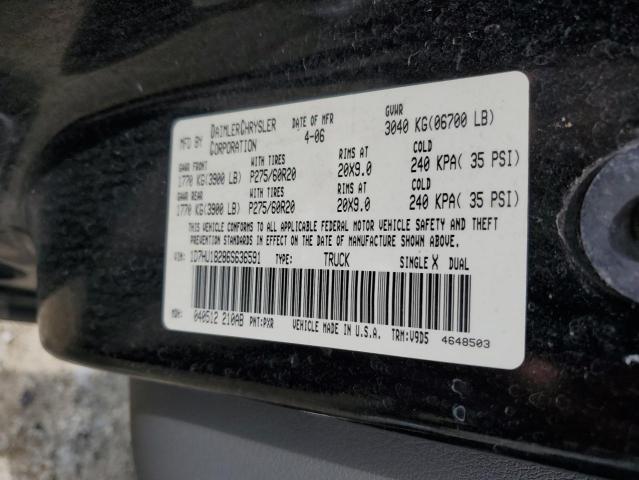 MFD BY DAIMLERCHRYSLER CORPORATION DATE OF MFR 4-06 GVWR 3040 KG(06700 LB)
GAWR FRONT WITH TIRES RIMS AT COLD
1770 KG(3900 LB) P275/60R20 20X9.0 240 KPA( 35 PSI)
GAWR REAR WITH TIRES RIMS AT COLD
1770 KG(3900 LB) P275/60R20 20X9.0 240 KPA( 35 PSI)
THIS VEHICLE CONFORMS TO ALL APPLICABLE FEDERAL MOTOR VEHICLE SAFETY AND THEFT
PREVENTION STANDARDS IN EFFECT ON THE DATE OF MANUFACTURE SHOWN ABOVE.
VIN: 1D7HU18286S636591 TYPE: TRUCK SINGLE X DUAL
MDH: 040512 210AB PNT:PXR VEHICLE MADE IN U.S.A. TRM:V9D5 4648503